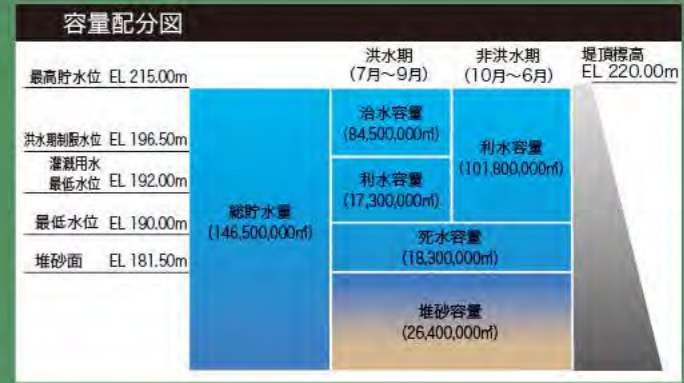 容量配分図
洪水期
(7月〜9月)
非洪水期
(10月〜6月)
堤頂標高
EL 220.00m
最高貯水位 EL 215.00m
洪水期制限水位 EL 196.50m
灌漑用水
最低水位 EL 192.00m
最低水位 EL 190.00m
堆砂面 EL 181.50m
総貯水量
(146,500,000㎥)
治水容量
(84,500,000㎥)
利水容量
(17,300,000㎥)
利水容量
(101,800,000㎥)
死水容量
(18,300,000㎥)
堆砂容量
(26,400,000㎥)